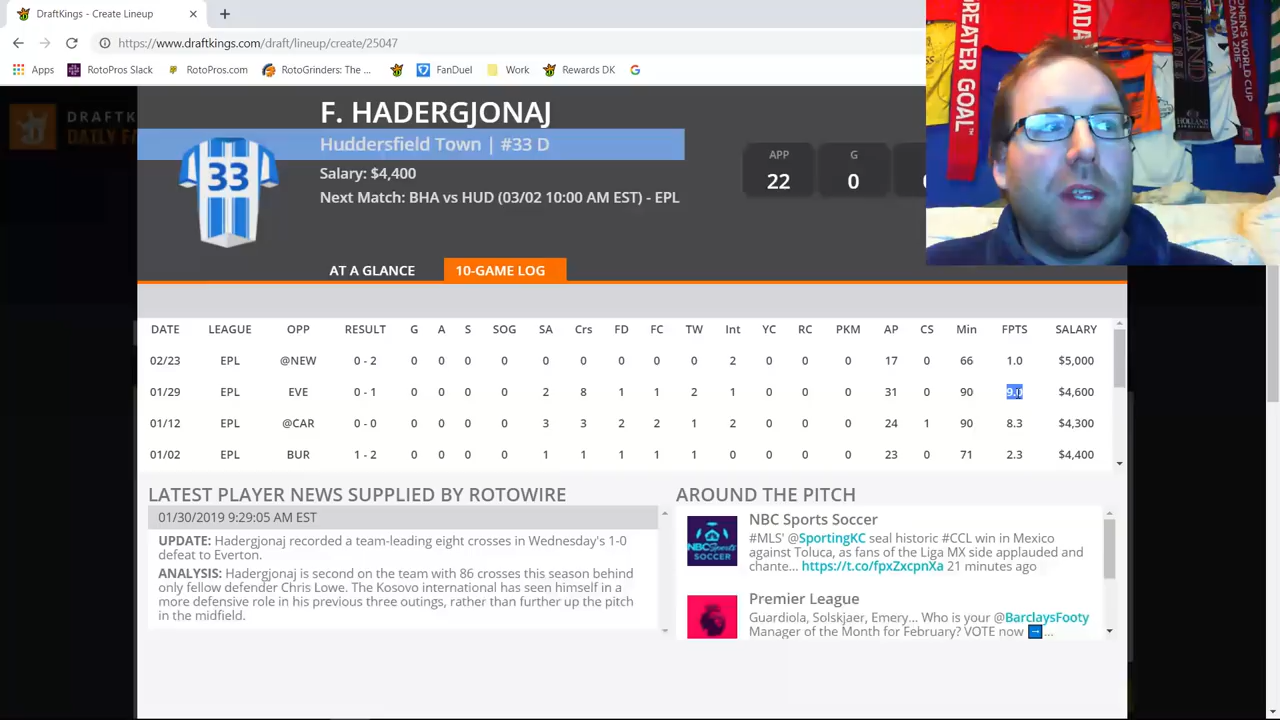 DraftKings - Create Lineup
https://www.draftkings.com/draft/lineup/create/25047
Apps RotoPros Slack RotoPros.com RotoGrinders: The ... FanDuel Work Rewards DK
DRAFTK
DAILY FA
F. HADERGJONAJ
Huddersfield Town | #33 D
33
Salary: $4,400
Next Match: BHA vs HUD (03/02 10:00 AM EST) - EPL
APP G
22 0
AT A GLANCE 10-GAME LOG
DATE LEAGUE OPP RESULT G A S SOG SA Crs FD FC TW Int YC RC PKM AP CS Min FPTS SALARY
02/23 EPL @NEW 0 - 2 0 0 0 0 0 0 0 0 0 2 0 0 0 17 0 66 1.0 $5,000
01/29 EPL EVE 0 - 1 0 0 0 0 2 8 1 1 2 1 0 0 0 31 0 90 $4,600
01/12 EPL @CAR 0 - 0 0 0 0 0 3 3 2 2 1 2 0 0 0 24 1 90 8.3 $4,300
01/02 EPL BUR 1 - 2 0 0 0 0 1 1 1 1 1 0 0 0 0 23 0 71 2.3 $4,400
LATEST PLAYER NEWS SUPPLIED BY ROTOWIRE
01/30/2019 9:29:05 AM EST
UPDATE: Hadergjonaj recorded a team-leading eight crosses in Wednesday's 1-0
defeat to Everton.
ANALYSIS: Hadergjonaj is second on the team with 86 crosses this season behind
only fellow defender Chris Lowe. The Kosovo international has seen himself in
a more defensive role in his previous three outings, rather than further up the pitch
in the midfield.
AROUND THE PITCH
NBC Sports Soccer
#MLS' @SportingKC seal historic #CCL win in Mexico
against Toluca, as fans of the Liga MX side applauded and
chante... https://t.co/fpxZxcpnXa 21 minutes ago
NBC SPORTS
SOCCER
Premier League
Guardiola, Solskjaer, Emery... Who is your @BarclaysFooty
Manager of the Month for February? VOTE now ...
REATER GOAL
NADA
HOLLAND
WOMEN'S WORLD CUP
CANADA 2015